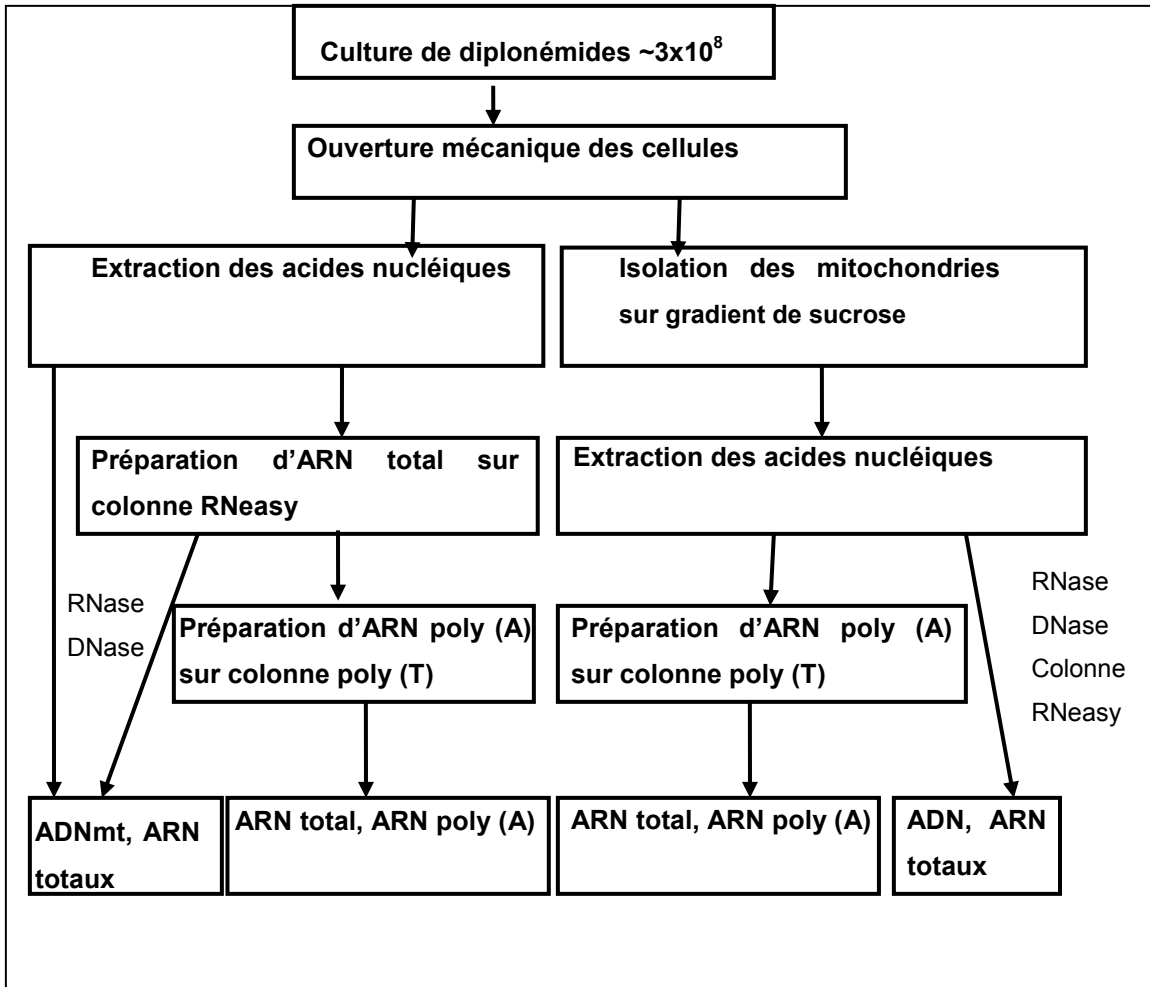 Culture de diplonémides ~3x10⁸
Ouverture mécanique des cellules
Extraction des acides nucléiques
Isolation des mitochondries
sur gradient de sucrose
Préparation d'ARN total sur
colonne RNeasy
Extraction des acides nucléiques
RNase
DNase
Préparation d'ARN poly (A)
sur colonne poly (T)
Préparation d'ARN poly (A)
sur colonne poly (T)
RNase
DNase
Colonne
RNeasy
ADNmt, ARN
totaux
ARN total, ARN poly (A)
ARN total, ARN poly (A)
ADN, ARN
totaux